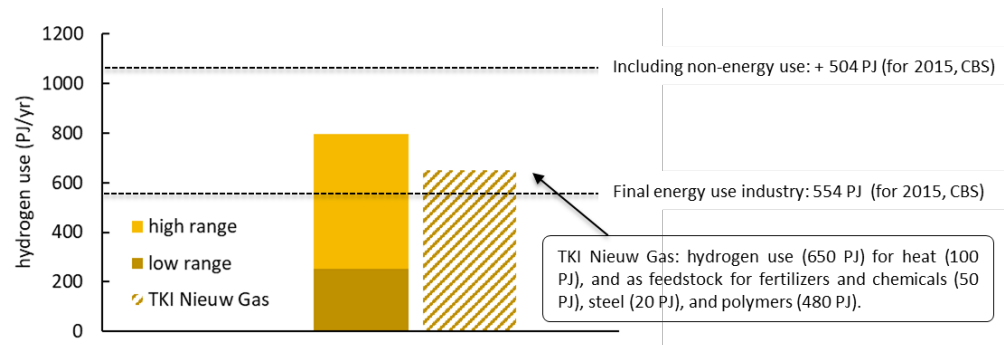 1200
1000
800
600
400
200
0
hydrogen use (PJ/yr)
high range
low range
TKI Nieuw Gas
Including non-energy use: + 504 PJ (for 2015, CBS)
Final energy use industry: 554 PJ (for 2015, CBS)
TKI Nieuw Gas: hydrogen use (650 PJ) for heat (100
PJ), and as feedstock for fertilizers and chemicals (50
PJ), steel (20 PJ), and polymers (480 PJ).